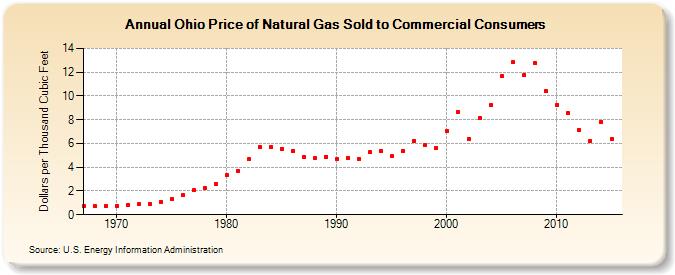 Annual Ohio Price of Natural Gas Sold to Commercial Consumers
Dollars per Thousand Cubic Feet
14
12
10
8
6
4
2
0
1970 1980 1990 2000 2010
Source: U.S. Energy Information Administration